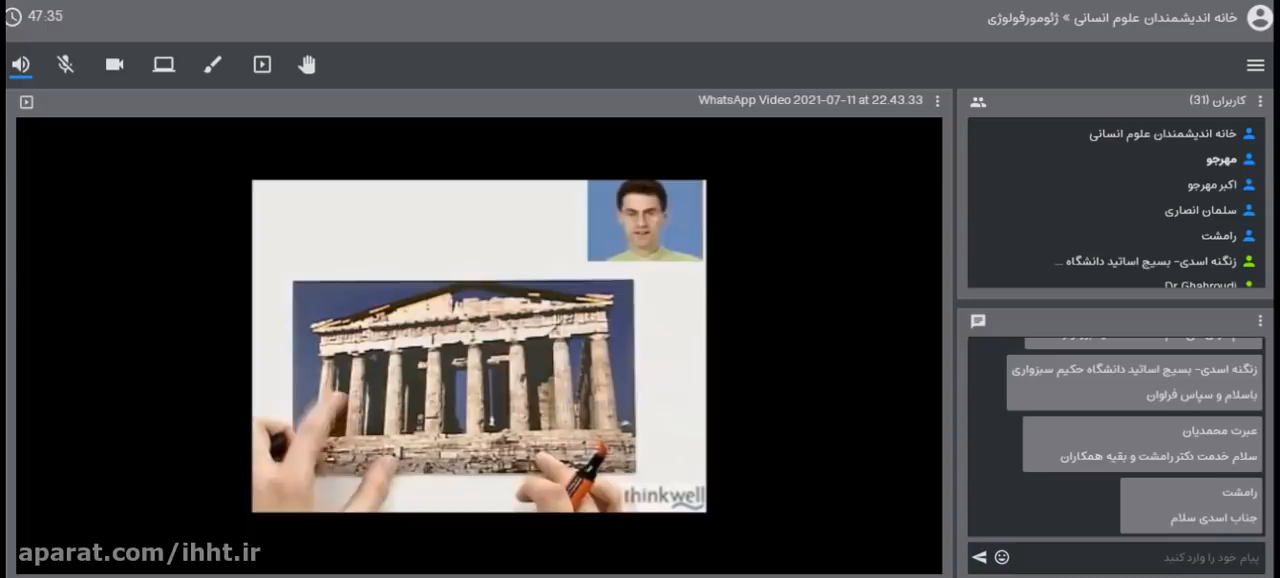 47:35
خانه اندیشمندان علوم انسانی » ژئومورفولوژی
WhatsApp Video 2021-07-11 at 22.43.33
کاربران (31)
خانه اندیشمندان علوم انسانی
مهرجو
اکبر مهرجو
سلمان انصاری
رامشت
زنگنه اسدی- بسیج اساتید دانشگاه ...
Dr Ghahroudi
thinkwell
زنگنه اسدی- بسیج اساتید دانشگاه حکیم سبزواری
باسلام و سپاس فراوان
عبرت محمدیان
سلام خدمت دکتر رامشت و بقیه همکاران
رامشت
جناب اسدی سلام
پیام خود را وارد کنید
aparat.com/ihht.ir